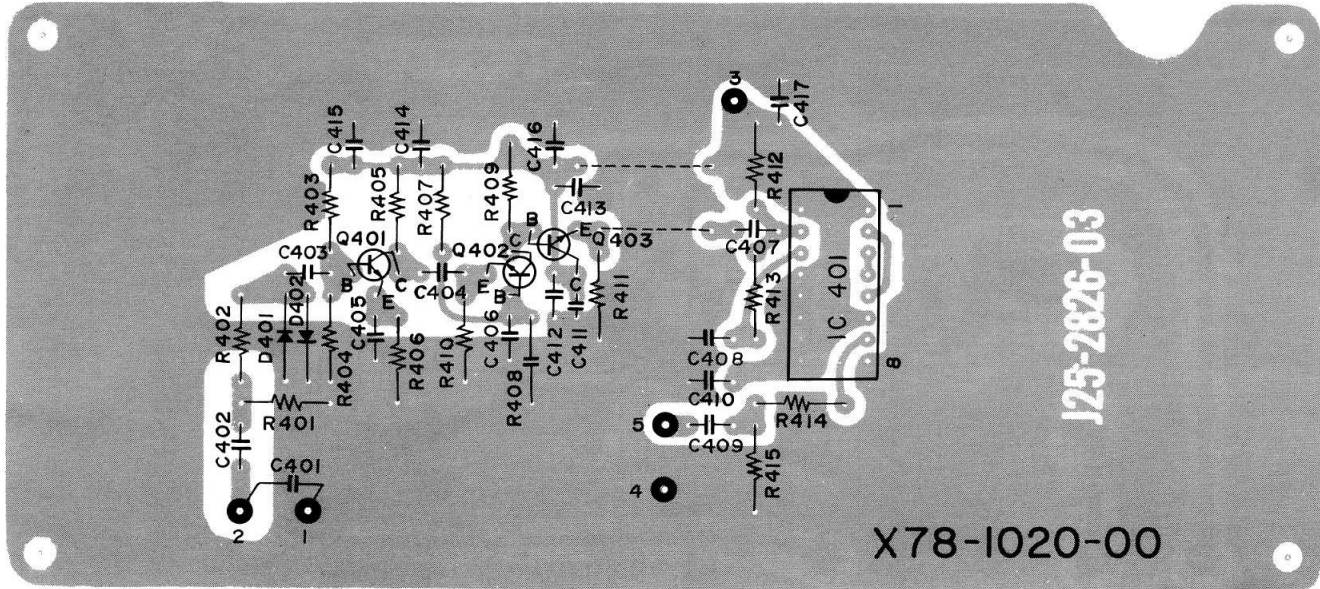 3
C417
C415
C414
C416
R412
R403
R405
R407
R409
C413
B
E
Q403
C407
1
C403
Q401
Q402
C
B
C
E
C404
E
B
C
R411
R413
IC 401
J25-2826-03
R402
D401
D402
R404
C405
R406
R410
C406
R408
C412
C411
C408
8
C410
R401
R414
C402
C401
5
C409
R415
4
2
1
X78-1020-00